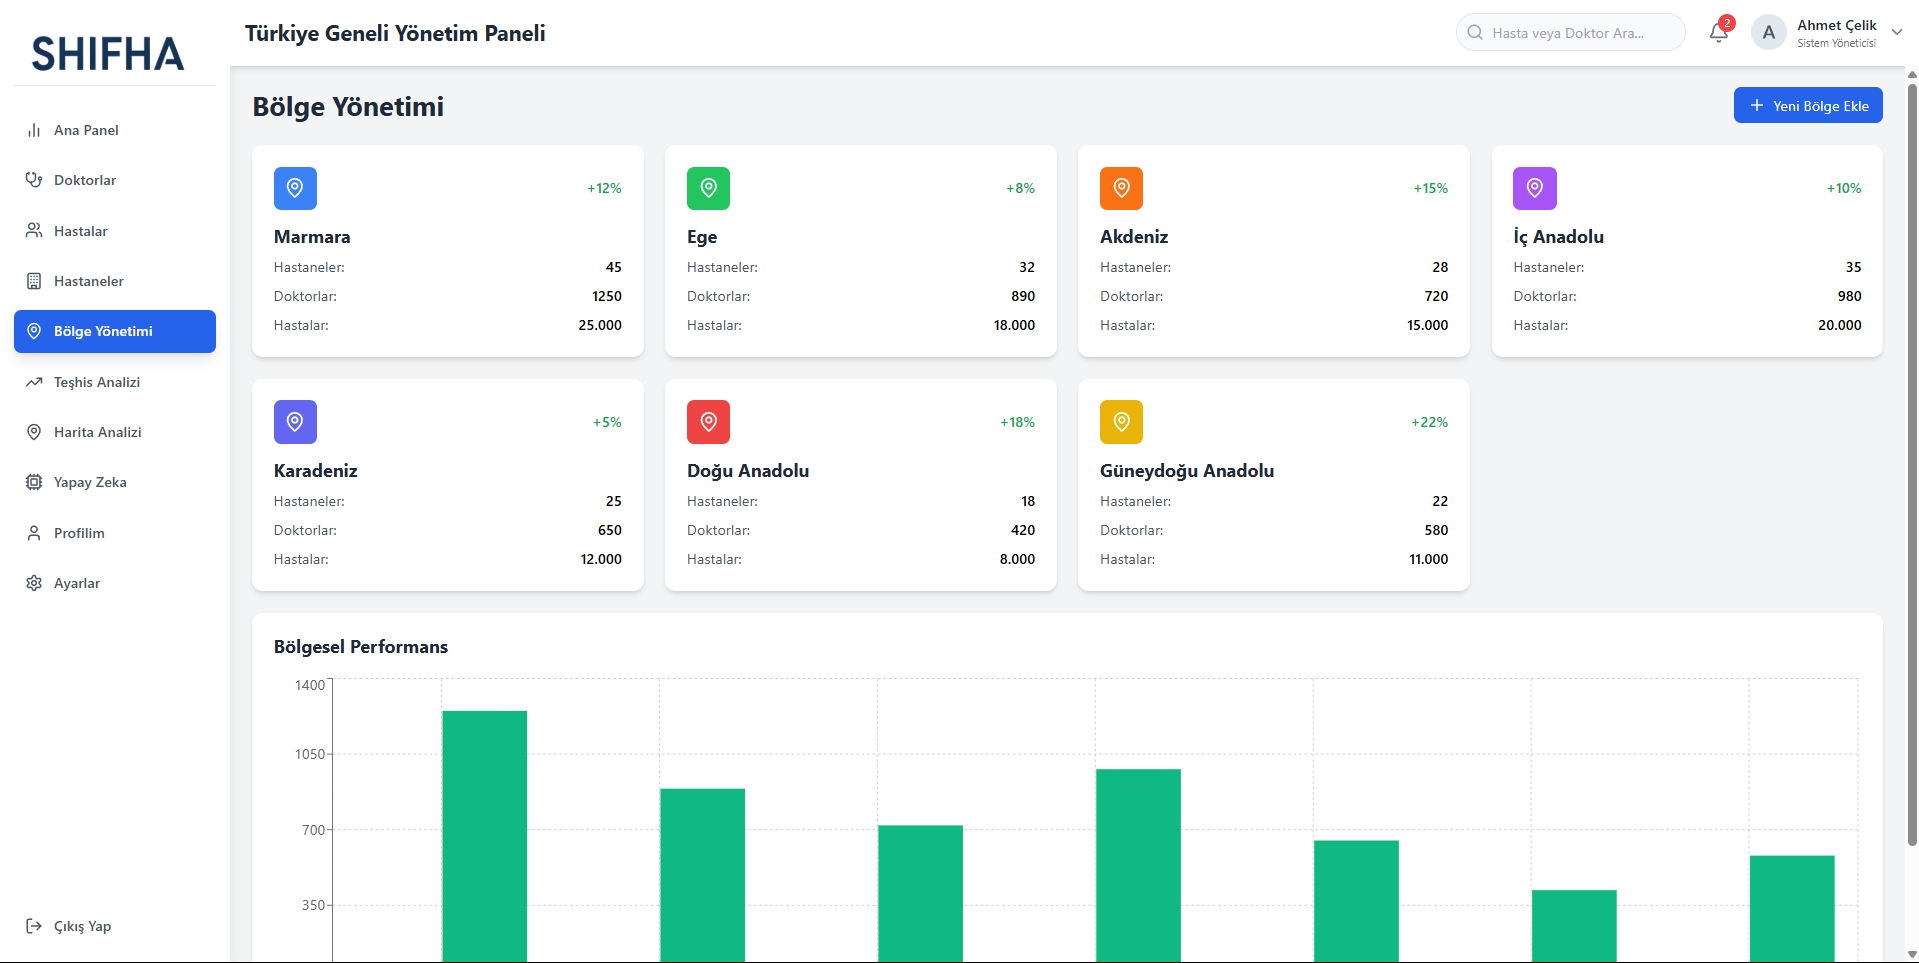 SHIFHA
Türkiye Geneli Yönetim Paneli
Hasta veya Doktor Ara...
2
A
Ahmet Çelik
Sistem Yöneticisi
Ana Panel
Doktorlar
Hastalar
Hastaneler
Bölge Yönetimi
Teşhis Analizi
Harita Analizi
Yapay Zeka
Profilim
Ayarlar
Çıkış Yap
Bölge Yönetimi
Yeni Bölge Ekle
+12%
Marmara
Hastaneler: 45
Doktorlar: 1250
Hastalar: 25.000
+8%
Ege
Hastaneler: 32
Doktorlar: 890
Hastalar: 18.000
+15%
Akdeniz
Hastaneler: 28
Doktorlar: 720
Hastalar: 15.000
+10%
İç Anadolu
Hastaneler: 35
Doktorlar: 980
Hastalar: 20.000
+5%
Karadeniz
Hastaneler: 25
Doktorlar: 650
Hastalar: 12.000
+18%
Doğu Anadolu
Hastaneler: 18
Doktorlar: 420
Hastalar: 8.000
+22%
Güneydoğu Anadolu
Hastaneler: 22
Doktorlar: 580
Hastalar: 11.000
Bölgesel Performans
1400
1050
700
350